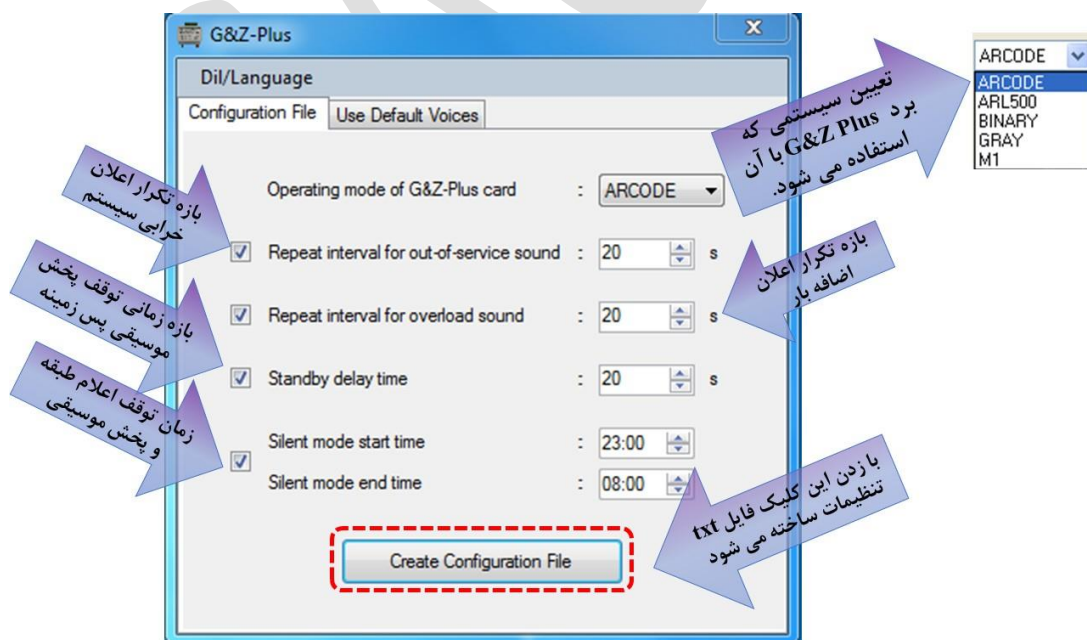 G&Z-Plus
Dil/Language
Configuration File
Use Default Voices
Operating mode of G&Z-Plus card : ARCODE
Repeat interval for out-of-service sound : 20 s
Repeat interval for overload sound : 20 s
Standby delay time : 20 s
Silent mode start time : 23:00
Silent mode end time : 08:00
Create Configuration File
ARCODE
ARCODE
ARL500
BINARY
GRAY
M1
تعیین سیستمی که
برد G&Z Plus با آن
استفاده می شود.
بازه تکرار اعلان
خرابی سیستم
بازه تکرار اعلان
اضافه بار
بازه زمانی توقف پخش
موسیقی پس زمینه
زمان توقف اعلام طبقه
و پخش موسیقی
با زدن این کلیک فایل txt
تنظیمات ساخته می شود